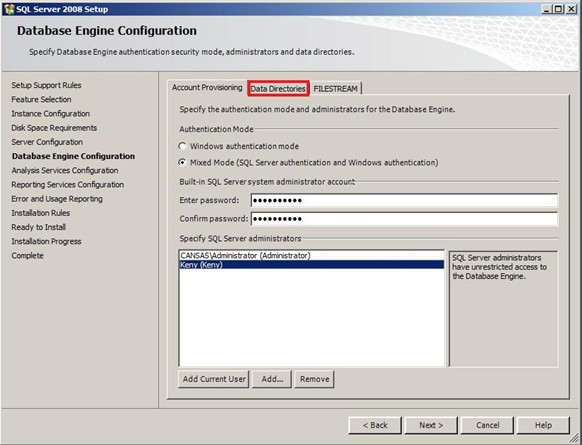 SQL Server 2008 Setup
Database Engine Configuration
Specify Database Engine authentication security mode, administrators and data directories.
Setup Support Rules
Feature Selection
Instance Configuration
Disk Space Requirements
Server Configuration
Database Engine Configuration
Analysis Services Configuration
Reporting Services Configuration
Error and Usage Reporting
Installation Rules
Ready to Install
Installation Progress
Complete
Account Provisioning Data Directories FILESTREAM
Specify the authentication mode and administrators for the Database Engine.
Authentication Mode
Windows authentication mode
Mixed Mode (SQL Server authentication and Windows authentication)
Built-in SQL Server system administrator account
Enter password: ●●●●●●●●●●
Confirm password: ●●●●●●●●●●
Specify SQL Server administrators
CANSAS\Administrator (Administrator)
Keny (Keny)
SQL Server administrators
have unrestricted access to
the Database Engine.
Add Current User Add... Remove
< Back Next > Cancel Help